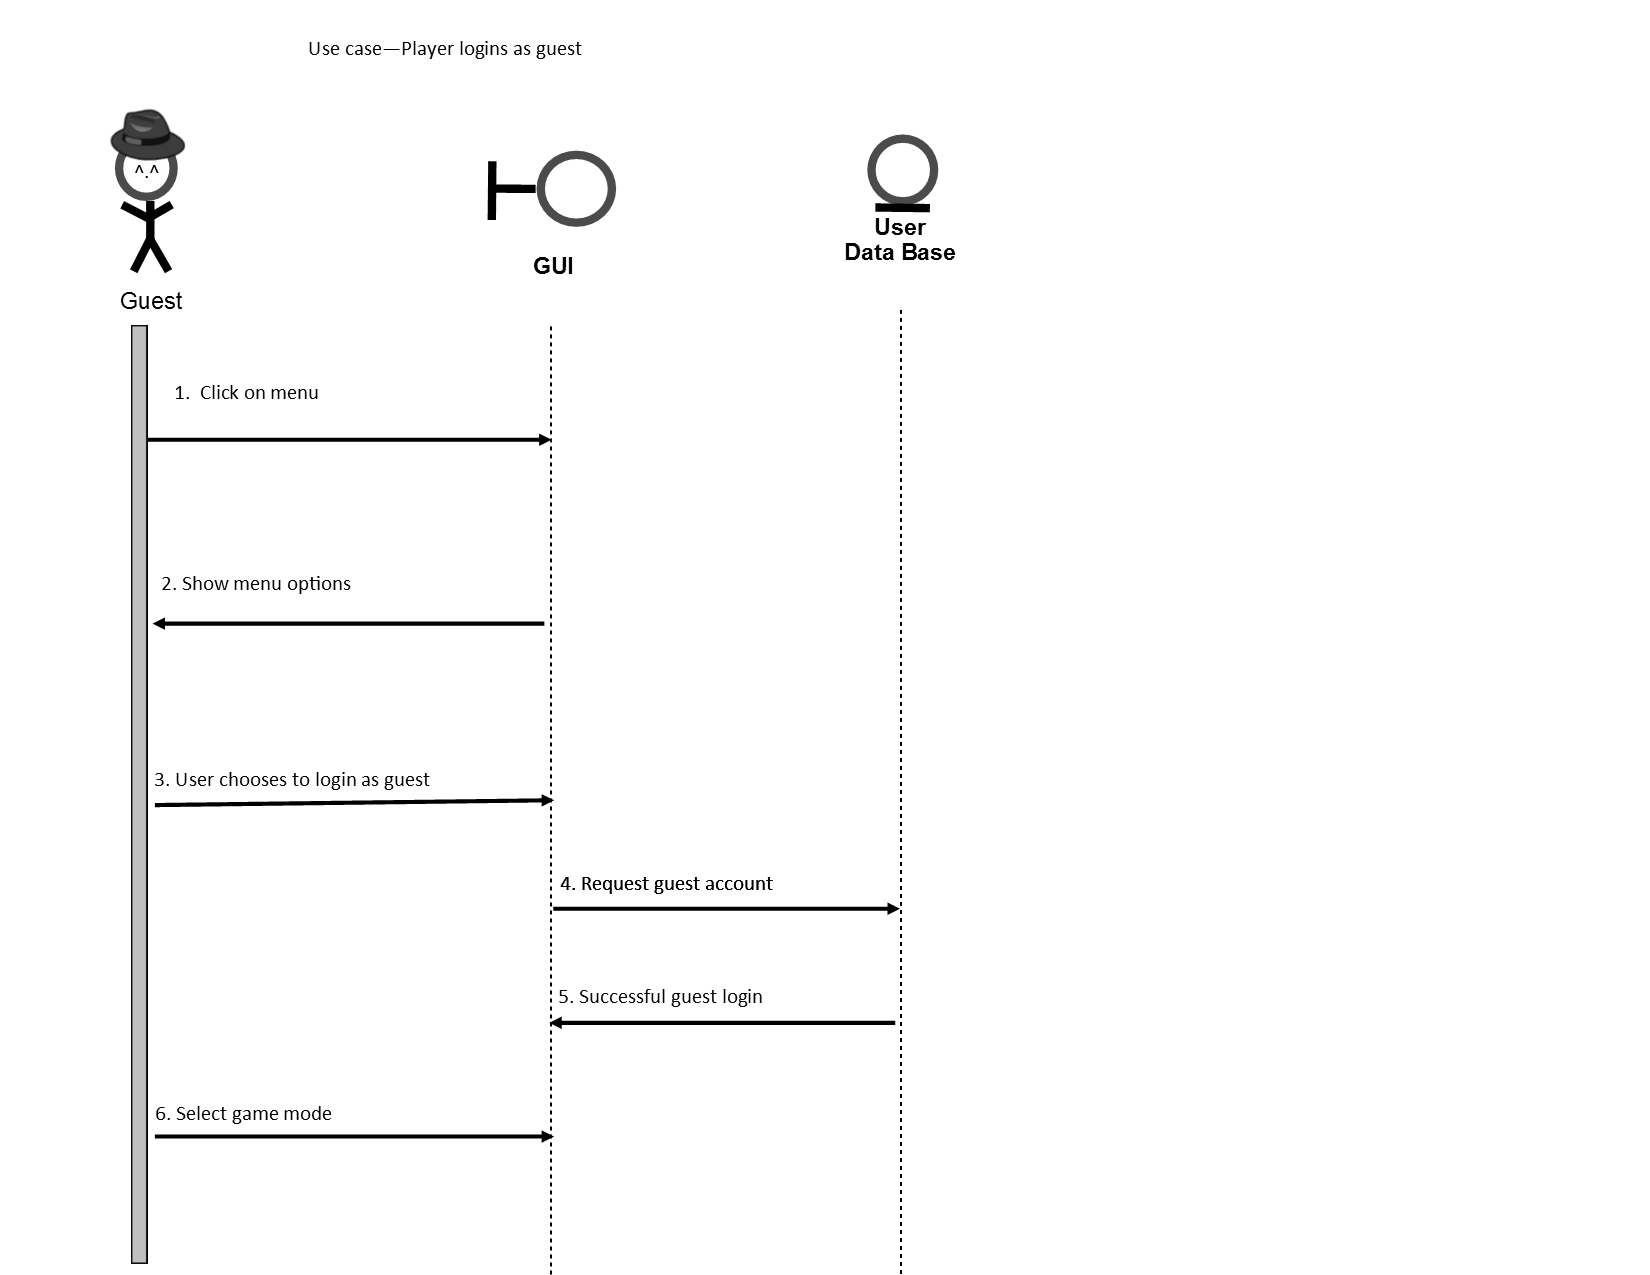 Use case—Player logins as guest
^.^
User
Data Base
GUI
Guest
1.  Click on menu
2. Show menu options
3. User chooses to login as guest
4. Request guest account
5. Successful guest login
6. Select game mode